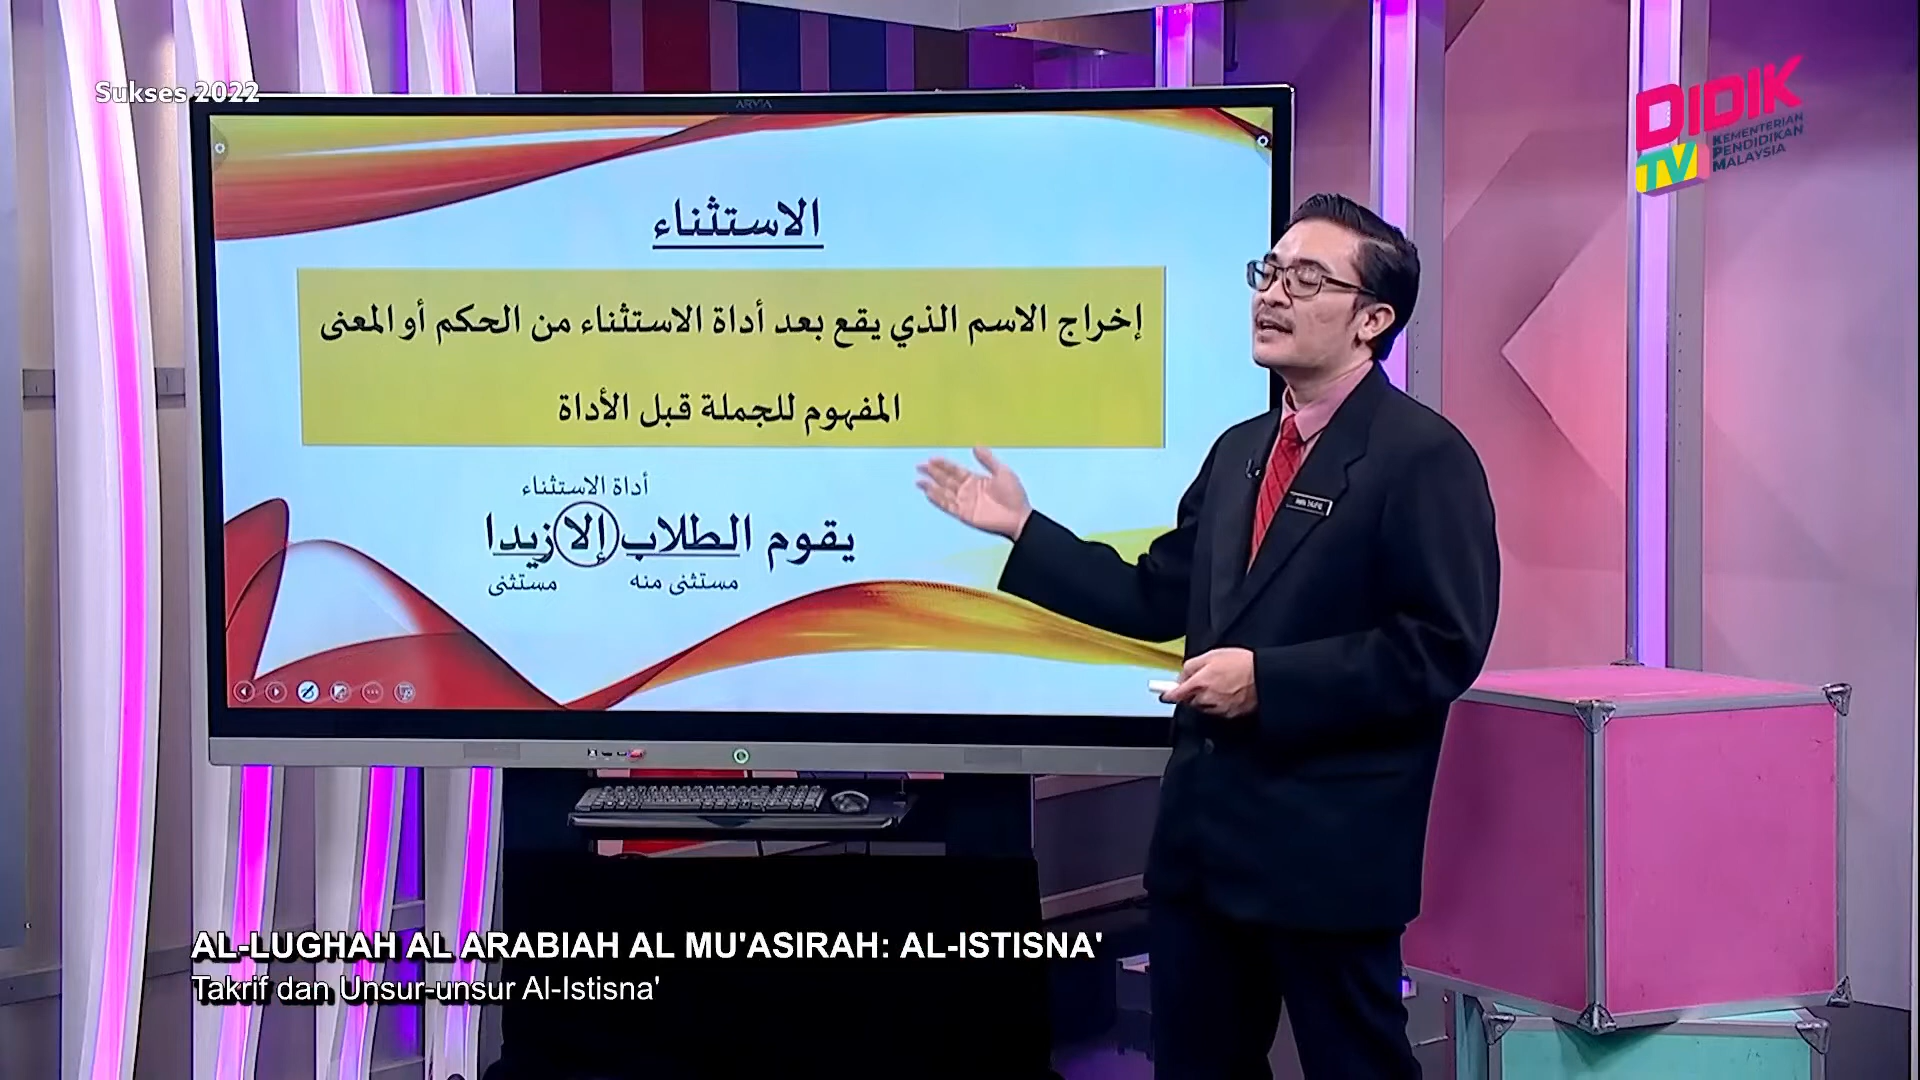 Sukses 2022
DIDIK
TV
KEMENTERIAN
PENDIDIKAN
MALAYSIA
ARVIA
الاستثناء
إخراج الاسم الذي يقع بعد أداة الاستثناء من الحكم أو المعنى
المفهوم للجملة قبل الأداة
أداة الاستثناء
يقوم الطلاب إلا زيدا
مستثنى منه مستثنى
AL-LUGHAH AL ARABIAH AL MU'ASIRAH: AL-ISTISNA'
Takrif dan Unsur-unsur Al-Istisna'